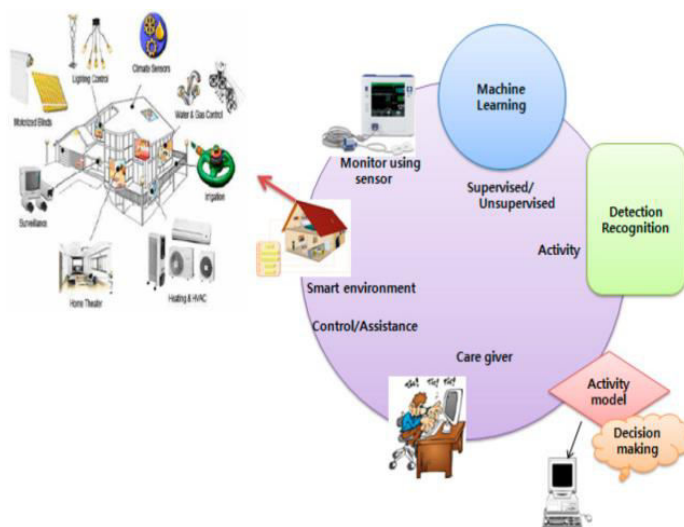 Lighting Control
Climate Sensors
Motorized Blinds
Water & Gas Control
Surveillance
Irrigation
Home Theater
Heating & HVAC
Monitor using
sensor
Machine
Learning
Supervised/
Unsupervised
Detection
Recognition
Activity
Smart environment
Control/Assistance
Care giver
Activity
model
Decision
making